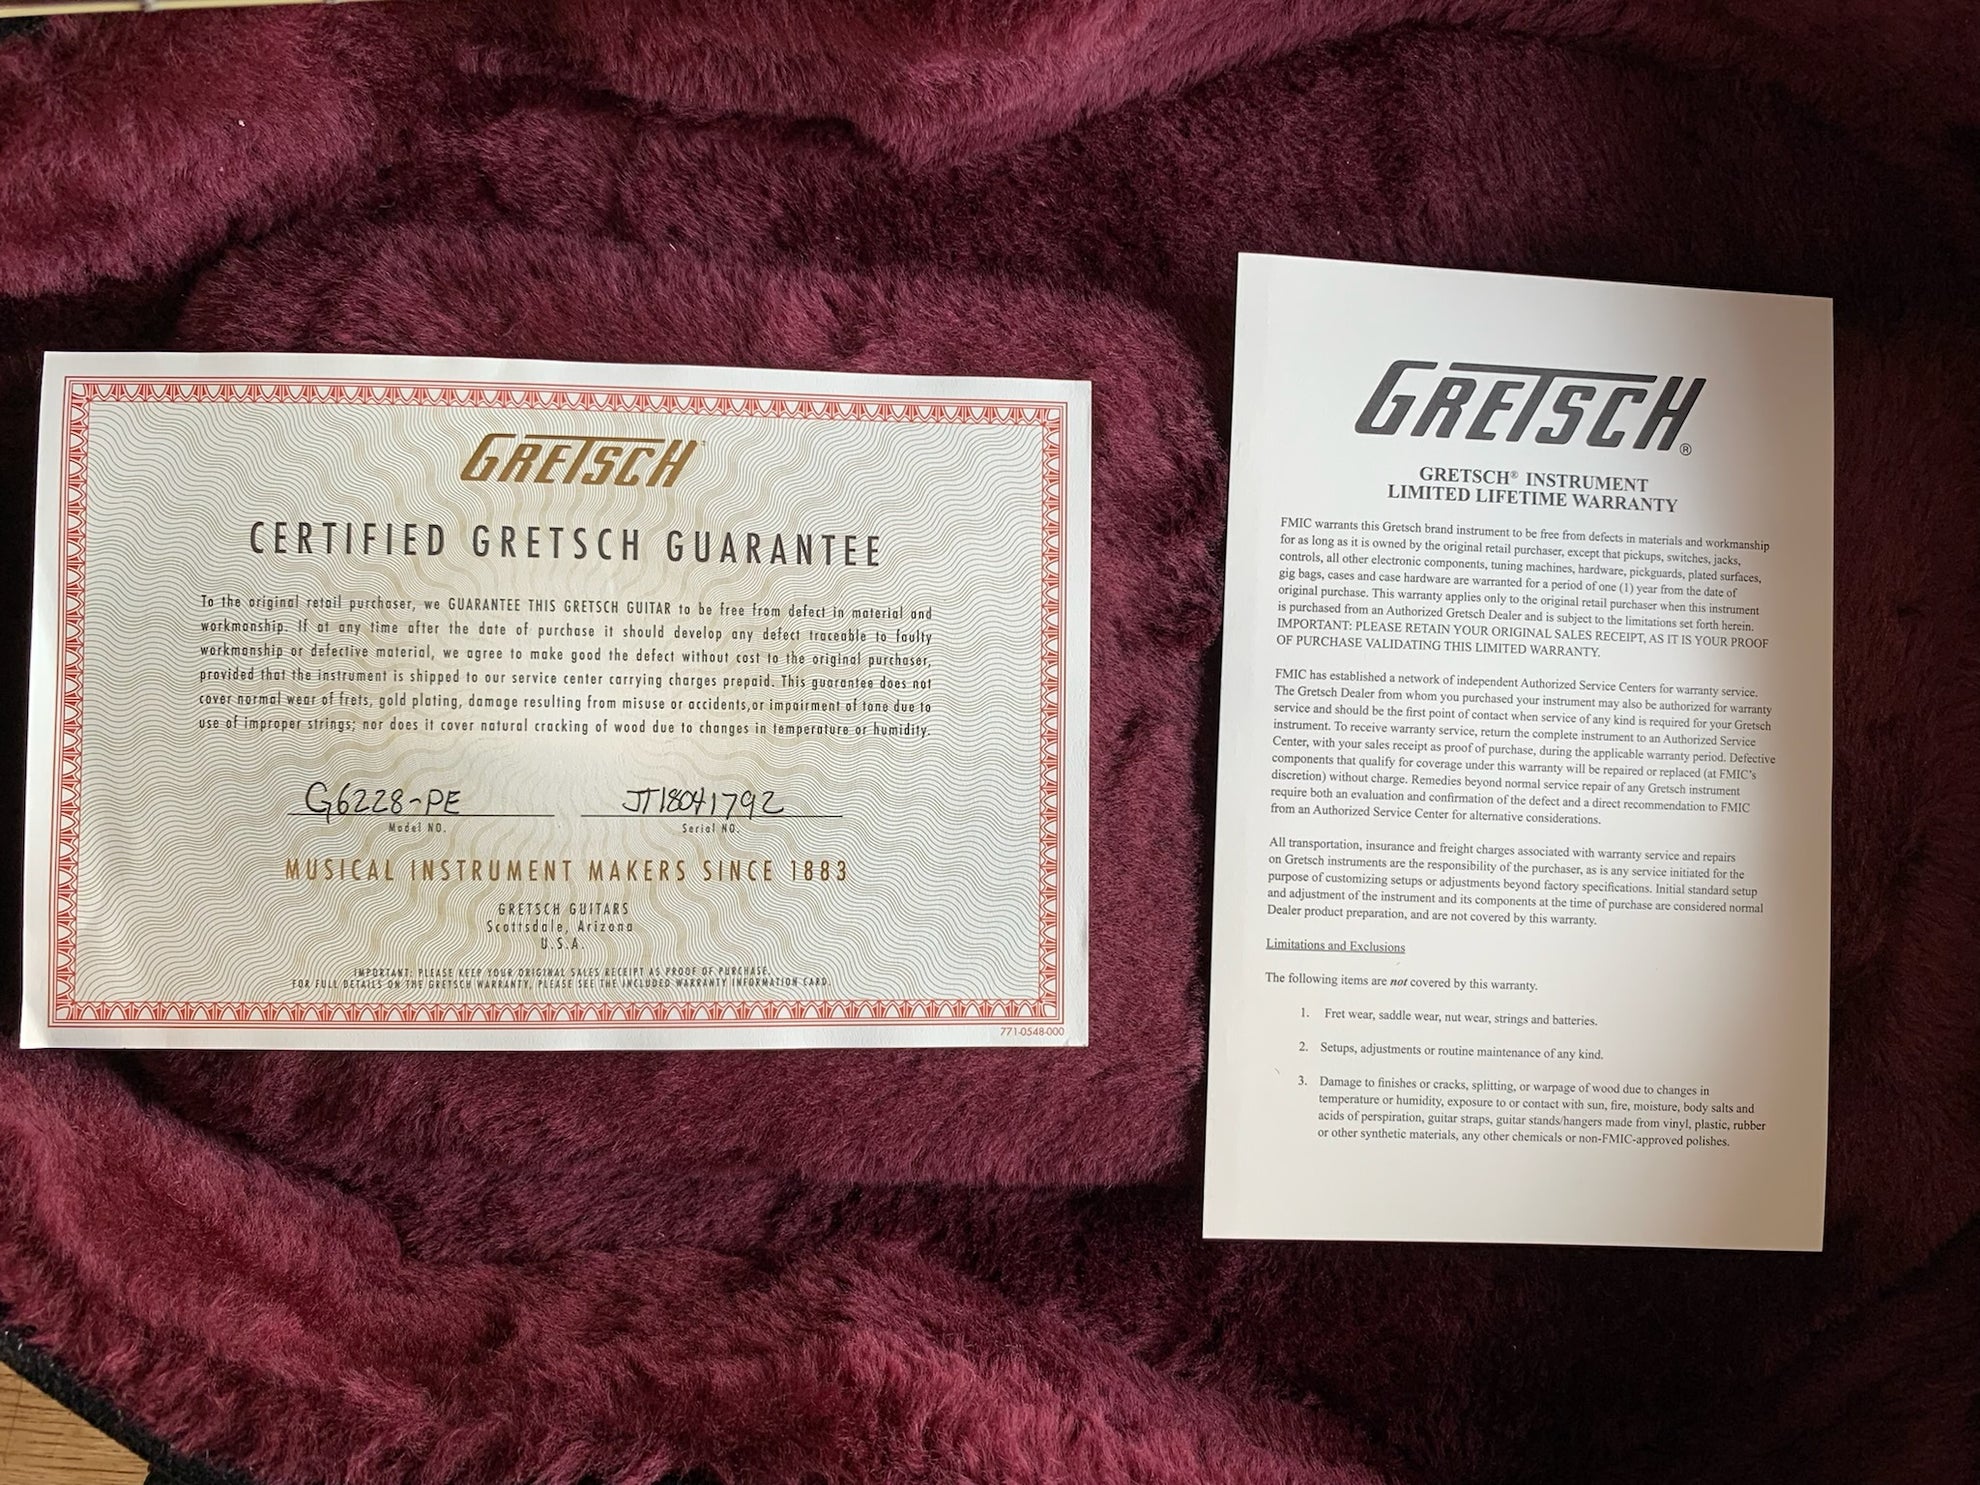 GRETSCH
CERTIFIED GRETSCH GUARANTEE
To the original retail purchaser, we GUARANTEE THIS GRETSCH GUITAR to be free from defect in material and
workmanship. If at any time after the date of purchase it should develop any defect traceable to faulty
workmanship or defective material, we agree to make good the defect without cost to the original purchaser,
provided that the instrument is shipped to our service center carrying charges prepaid. This guarantee does not
cover normal wear of frets, gold plating, damage resulting from misuse or accidents,or impairment of tone due to
use of improper strings; nor does it cover natural cracking of wood due to changes in temperature or humidity.
G6228-PE JT18041792
Model NO. Serial NO.
MUSICAL INSTRUMENT MAKERS SINCE 1883
GRETSCH GUITARS
Scottsdale, Arizona
U.S.A.
IMPORTANT: PLEASE KEEP YOUR ORIGINAL SALES RECEIPT AS PROOF OF PURCHASE.
FOR FULL DETAILS ON THE GRETSCH WARRANTY, PLEASE SEE THE INCLUDED WARRANTY INFORMATION CARD.
771-0548-000
GRETSCH®
GRETSCH® INSTRUMENT
LIMITED LIFETIME WARRANTY
FMIC warrants this Gretsch brand instrument to be free from defects in materials and workmanship
for as long as it is owned by the original retail purchaser, except that pickups, switches, jacks,
controls, all other electronic components, tuning machines, hardware, pickguards, plated surfaces,
gig bags, cases and case hardware are warranted for a period of one (1) year from the date of
original purchase. This warranty applies only to the original retail purchaser when this instrument
is purchased from an Authorized Gretsch Dealer and is subject to the limitations set forth herein.
IMPORTANT: PLEASE RETAIN YOUR ORIGINAL SALES RECEIPT, AS IT IS YOUR PROOF
OF PURCHASE VALIDATING THIS LIMITED WARRANTY.
FMIC has established a network of independent Authorized Service Centers for warranty service.
The Gretsch Dealer from whom you purchased your instrument may also be authorized for warranty
service and should be the first point of contact when service of any kind is required for your Gretsch
instrument. To receive warranty service, return the complete instrument to an Authorized Service
Center, with your sales receipt as proof of purchase, during the applicable warranty period. Defective
components that qualify for coverage under this warranty will be repaired or replaced (at FMIC's
discretion) without charge. Remedies beyond normal service repair of any Gretsch instrument
require both an evaluation and confirmation of the defect and a direct recommendation to FMIC
from an Authorized Service Center for alternative considerations.
All transportation, insurance and freight charges associated with warranty service and repairs
on Gretsch instruments are the responsibility of the purchaser, as is any service initiated for the
purpose of customizing setups or adjustments beyond factory specifications. Initial standard setup
and adjustment of the instrument and its components at the time of purchase are considered normal
Dealer product preparation, and are not covered by this warranty.
Limitations and Exclusions
The following items are not covered by this warranty.
1. Fret wear, saddle wear, nut wear, strings and batteries.
2. Setups, adjustments or routine maintenance of any kind.
3. Damage to finishes or cracks, splitting, or warpage of wood due to changes in
temperature or humidity, exposure to or contact with sun, fire, moisture, body salts and
acids of perspiration, guitar straps, guitar stands/hangers made from vinyl, plastic, rubber
or other synthetic materials, any other chemicals or non-FMIC-approved polishes.